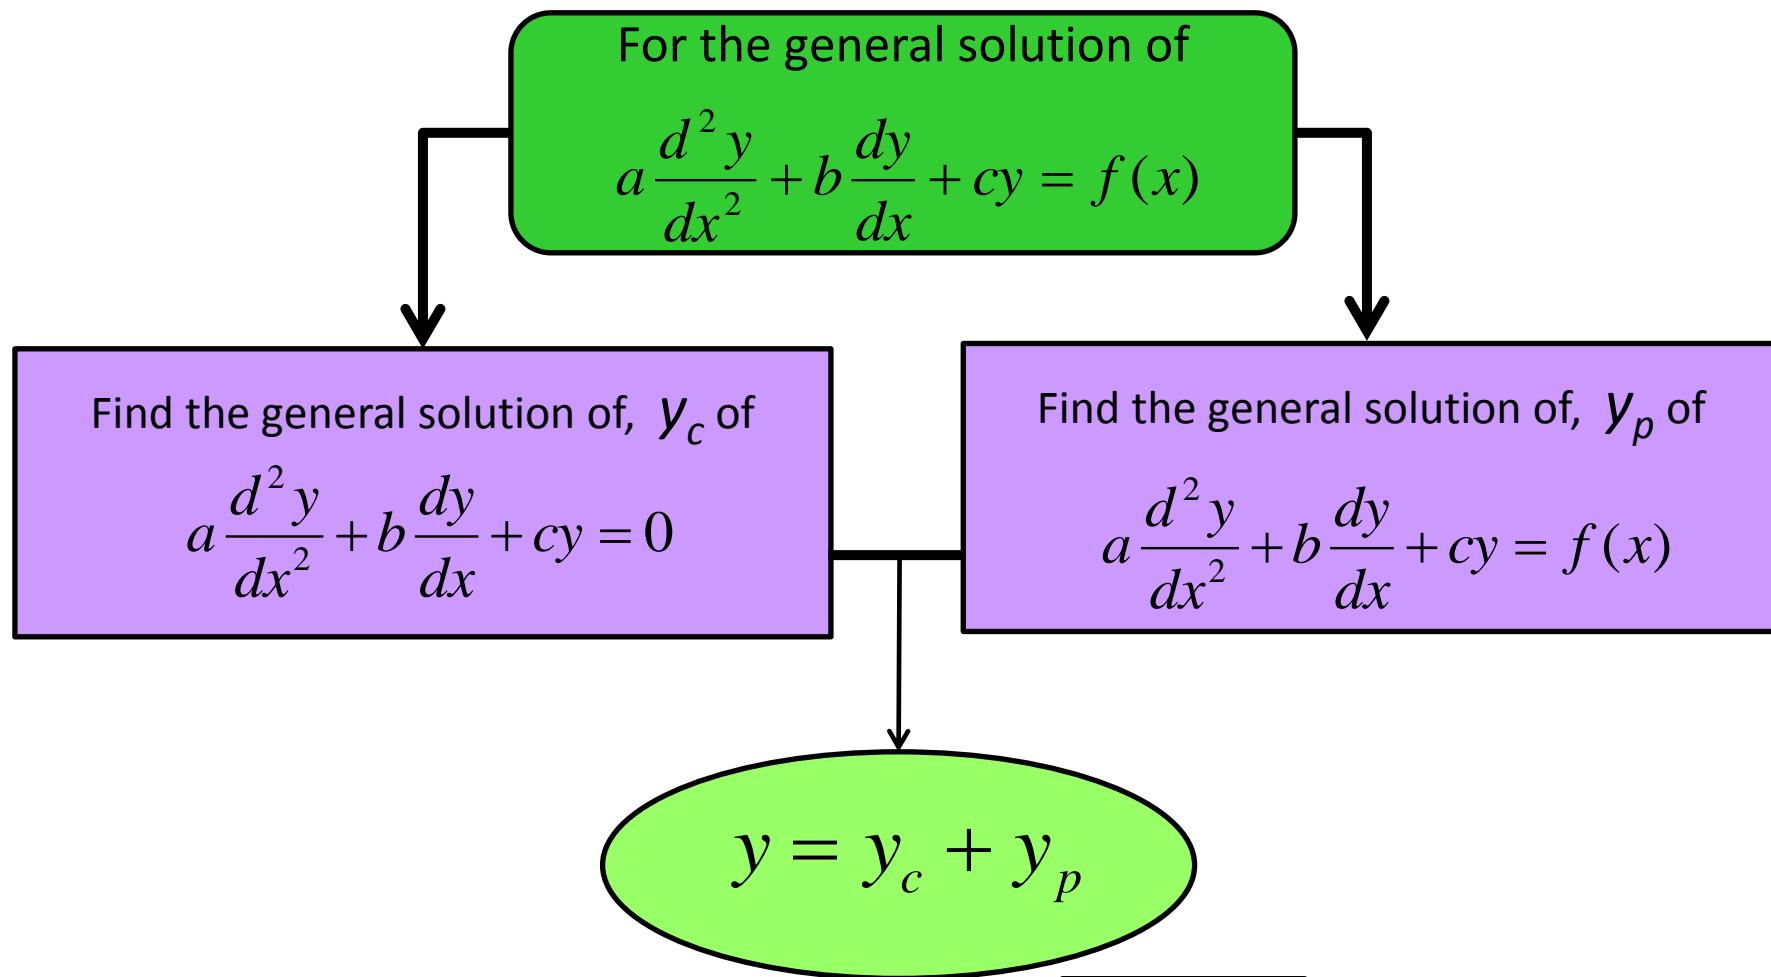 For the general solution of
a d²y/dx² + b dy/dx + cy = f(x)
Find the general solution of, y_c of
a d²y/dx² + b dy/dx + cy = 0
Find the general solution of, y_p of
a d²y/dx² + b dy/dx + cy = f(x)
y = y_c + y_p